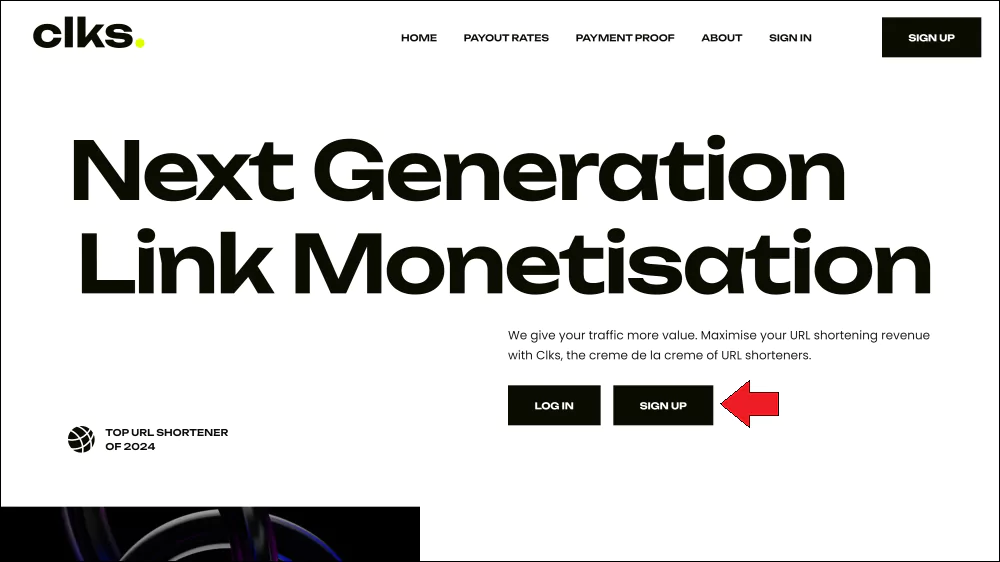 clks.
HOME
PAYOUT RATES
PAYMENT PROOF
ABOUT
SIGN IN
SIGN UP
Next Generation
Link Monetisation
We give your traffic more value. Maximise your URL shortening revenue
with Clks, the creme de la creme of URL shorteners.
LOG IN
SIGN UP
TOP URL SHORTENER
OF 2024